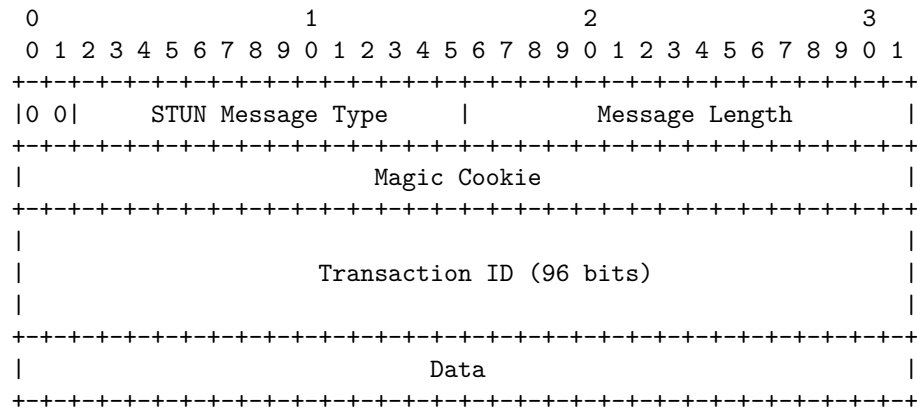 0                   1                   2                   3
0 1 2 3 4 5 6 7 8 9 0 1 2 3 4 5 6 7 8 9 0 1 2 3 4 5 6 7 8 9 0 1
+-+-+-+-+-+-+-+-+-+-+-+-+-+-+-+-+-+-+-+-+-+-+-+-+-+-+-+-+-+-+-+-+
|0 0|     STUN Message Type     |         Message Length        |
+-+-+-+-+-+-+-+-+-+-+-+-+-+-+-+-+-+-+-+-+-+-+-+-+-+-+-+-+-+-+-+-+
|                         Magic Cookie                          |
+-+-+-+-+-+-+-+-+-+-+-+-+-+-+-+-+-+-+-+-+-+-+-+-+-+-+-+-+-+-+-+-+
|                                                               |
|                     Transaction ID (96 bits)                  |
|                                                               |
+-+-+-+-+-+-+-+-+-+-+-+-+-+-+-+-+-+-+-+-+-+-+-+-+-+-+-+-+-+-+-+-+
|                             Data                              |
+-+-+-+-+-+-+-+-+-+-+-+-+-+-+-+-+-+-+-+-+-+-+-+-+-+-+-+-+-+-+-+-+